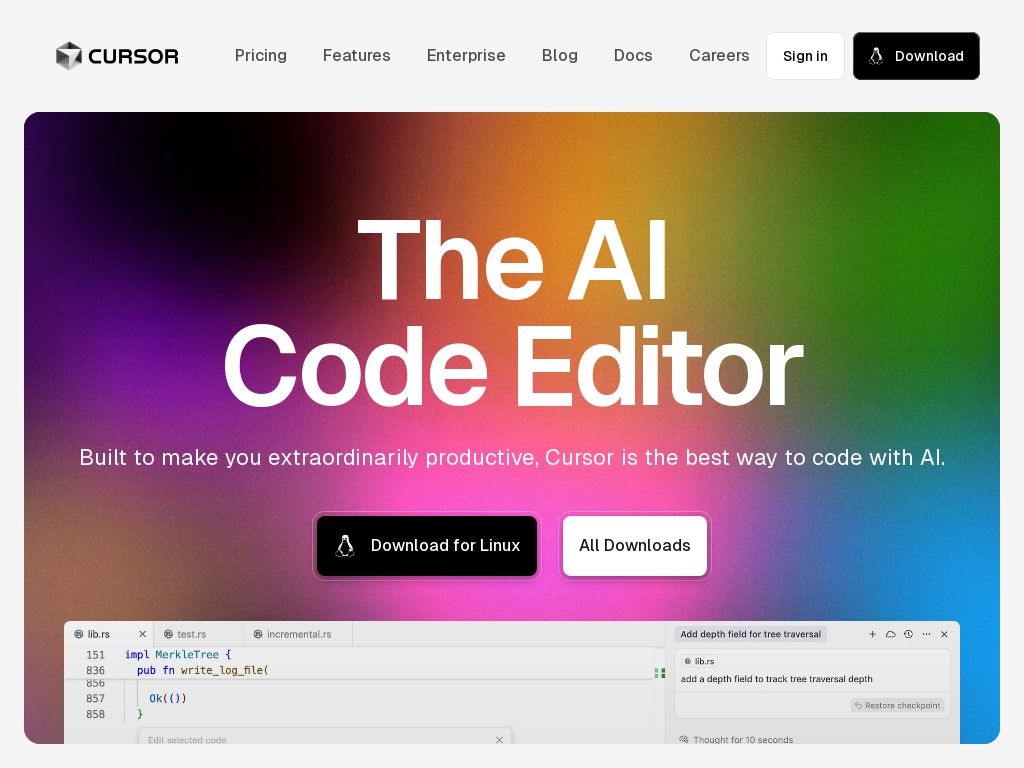 CURSOR Pricing Features Enterprise Blog Docs Careers Sign in Download
The AI
Code Editor
Built to make you extraordinarily productive, Cursor is the best way to code with AI.
Download for Linux All Downloads
lib.rs test.rs incremental.rs
151 impl MerkleTree {
836 pub fn write_log_file(
856
857 Ok(())
858 }
Edit selected code
Add depth field for tree traversal
lib.rs
add a depth field to track tree traversal depth
Restore checkpoint
Thought for 10 seconds